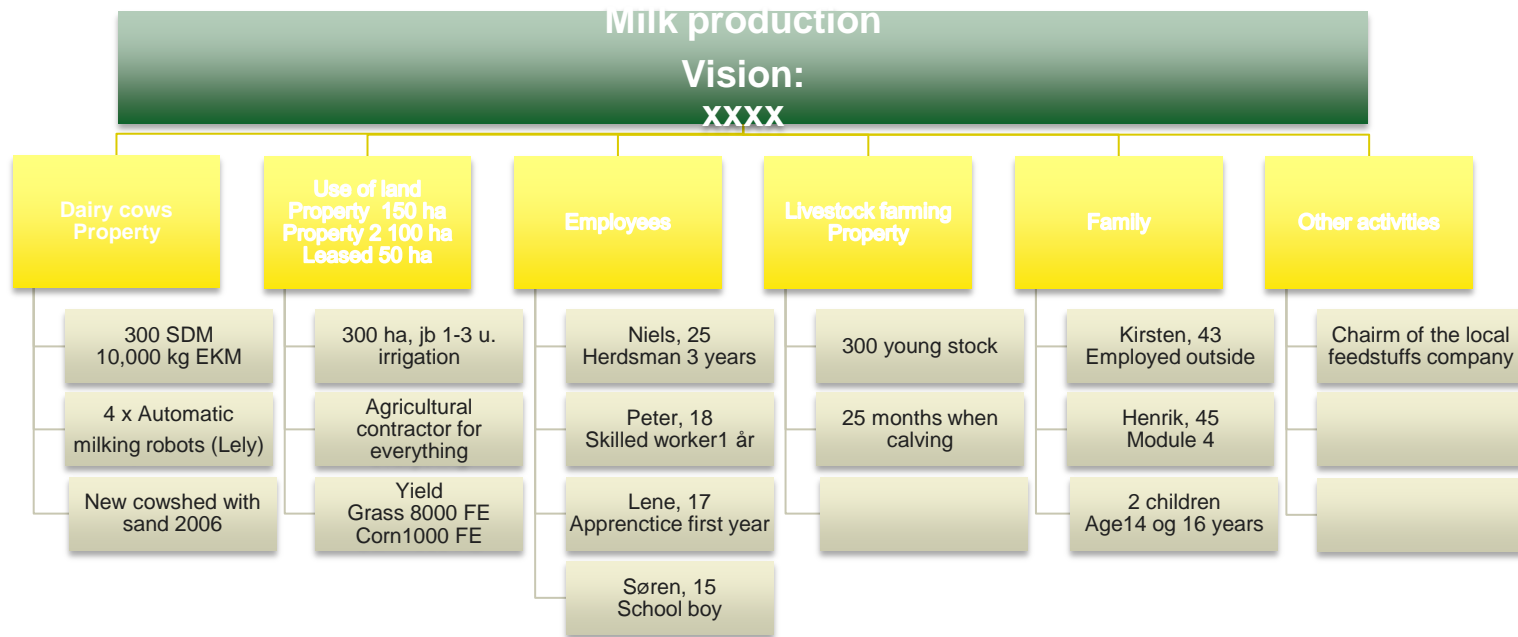 Milk production
Vision:
xxxx
Dairy cows
Property
300 SDM
10,000 kg EKM
4 x Automatic
milking robots (Lely)
New cowshed with
sand 2006
Use of land
Property 150 ha
Property 2 100 ha
Leased 50 ha
300 ha, jb 1-3 u.
irrigation
Agricultural
contractor for
everything
Yield
Grass 8000 FE
Corn1000 FE
Employees
Niels, 25
Herdsman 3 years
Peter, 18
Skilled worker1 år
Lene, 17
Apprenctice first year
Søren, 15
School boy
Livestock farming
Property
300 young stock
25 months when
calving
Family
Kirsten, 43
Employed outside
Henrik, 45
Module 4
2 children
Age14 og 16 years
Other activities
Chairm of the local
feedstuffs company